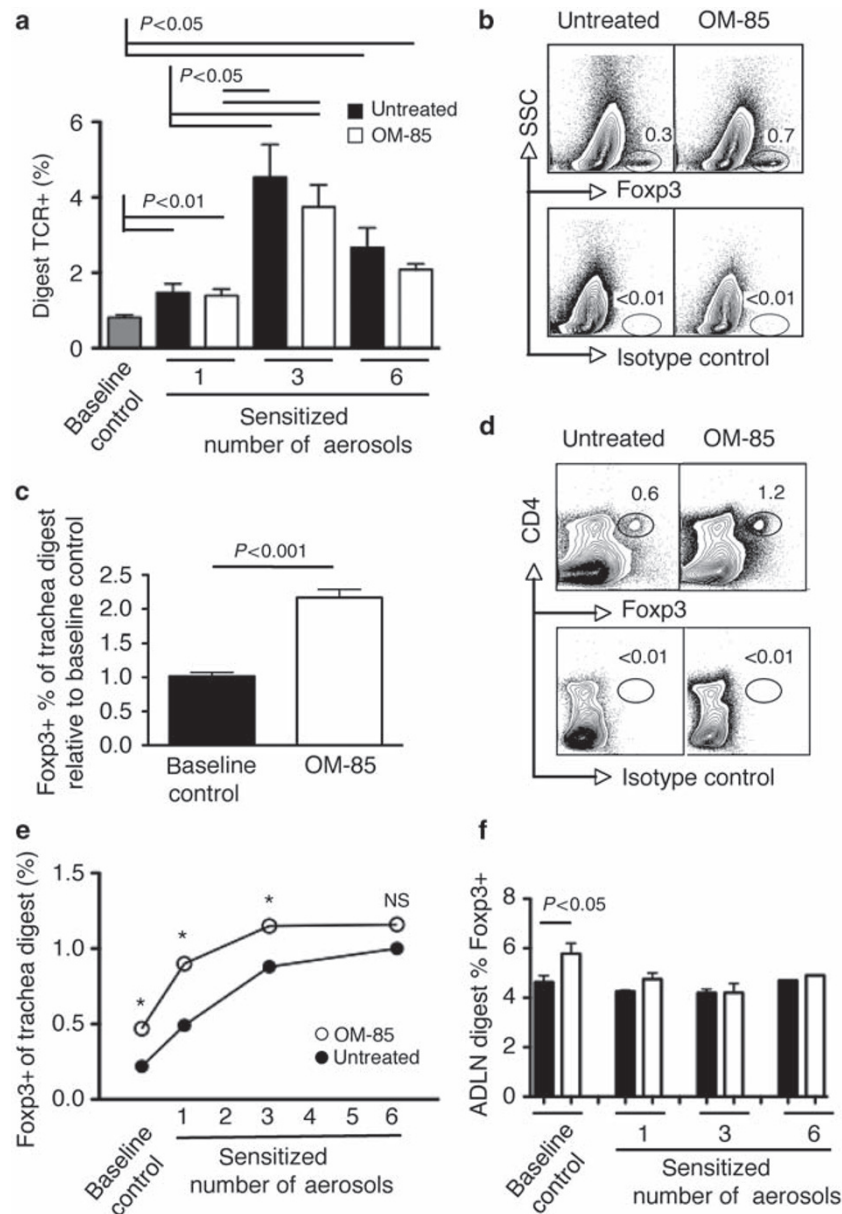 a
P<0.05
P<0.05
P<0.01
Untreated
OM-85
Digest TCR+ (%)
6
4
2
0
Baseline
control
1
3
6
Sensitized
number of aerosols
b
Untreated
OM-85
SSC
0.3
0.7
Foxp3
<0.01
<0.01
Isotype control
c
P<0.001
Foxp3+ % of trachea digest
relative to baseline control
2.5
2.0
1.0
0.5
0.0
Baseline
control
OM-85
d
Untreated
OM-85
CD4
0.6
1.2
Foxp3
<0.01
<0.01
Isotype control
e
Foxp3+ of trachea digest (%)
1.5
1.0
0.5
0.0
*
*
*
NS
OM-85
Untreated
Baseline
control
1 2 3 4 5 6
Sensitized
number of aerosols
f
ADLN digest % Foxp3+
8
6
4
2
0
P<0.05
Baseline
control
1
3
6
Sensitized
number of aerosols